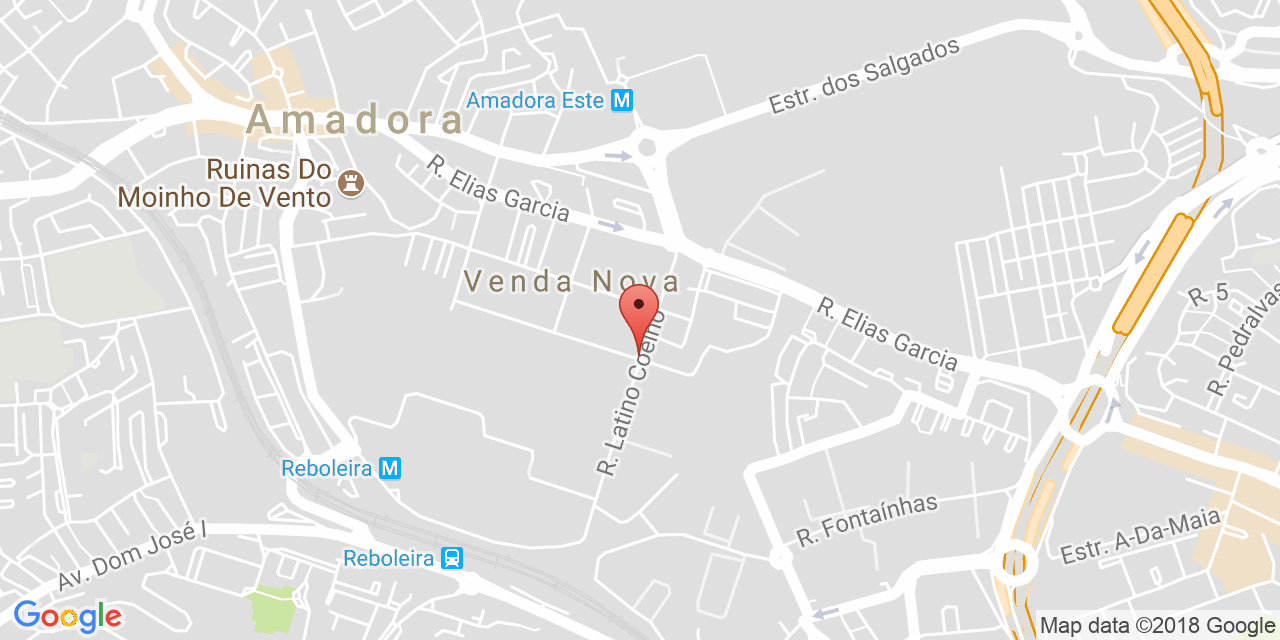 Estr. dos Salgados
Amadora Este M
Amadora
R. Elias Garcia
Ruinas Do
Moinho De Vento
Venda Nova
R. 5
R. Pedralvas
R. Elias Garcia
R. Latino Coelho
Reboleira M
R. Fontaínhas
Estr. A-Da-Maia
Av. Dom José I
Reboleira
Google
Map data ©2018 Google